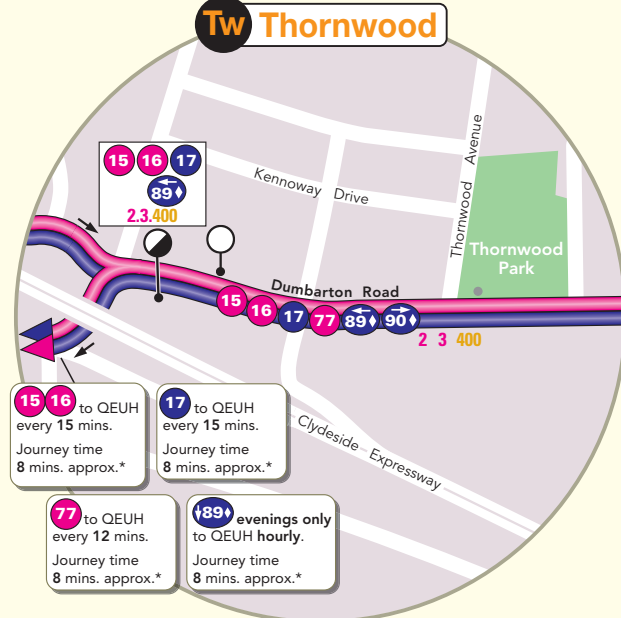 Tw Thornwood
15 16 17
89
2.3.400
Kennoway Drive
Thornwood Avenue
Thornwood
Park
Dumbarton Road
15 16 17 77 89 90
2 3 400
Clydeside Expressway
15 16 to QEUH
every 15 mins.
Journey time
8 mins. approx.*
17 to QEUH
every 15 mins.
Journey time
8 mins. approx.*
77 to QEUH
every 12 mins.
Journey time
8 mins. approx.*
89 evenings only
to QEUH hourly.
Journey time
8 mins. approx.*